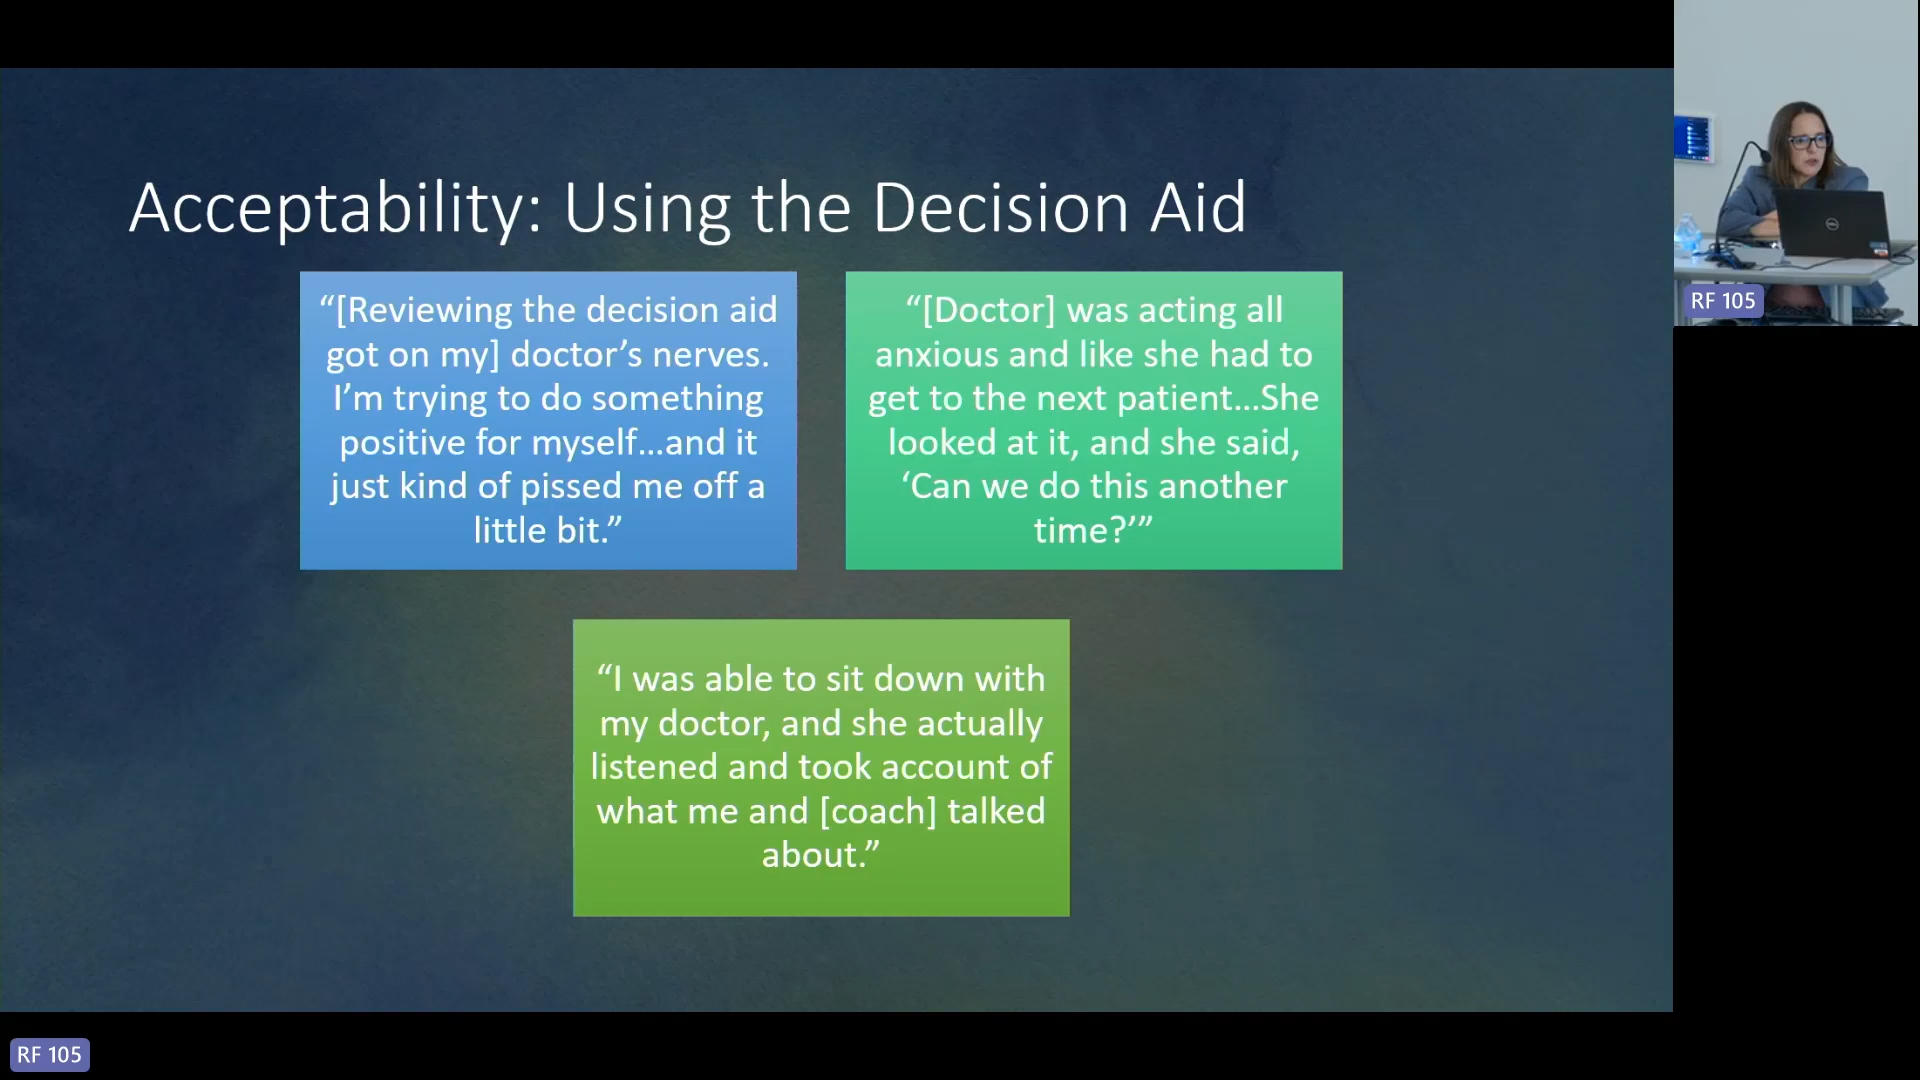 Acceptability: Using the Decision Aid
“[Reviewing the decision aid
got on my] doctor’s nerves.
I’m trying to do something
positive for myself…and it
just kind of pissed me off a
little bit.”
“[Doctor] was acting all
anxious and like she had to
get to the next patient…She
looked at it, and she said,
‘Can we do this another
time?’”
“I was able to sit down with
my doctor, and she actually
listened and took account of
what me and [coach] talked
about.”
RF 105
RF 105